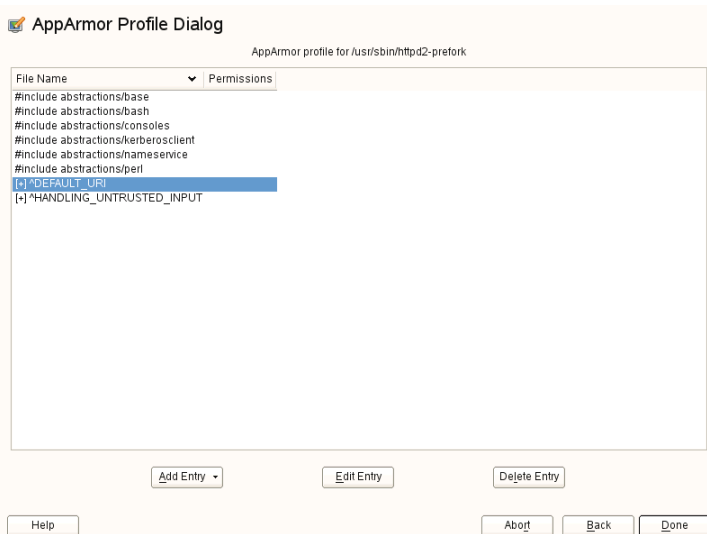 AppArmor Profile Dialog
AppArmor profile for /usr/sbin/httpd2-prefork
File Name Permissions
#include abstractions/base
#include abstractions/bash
#include abstractions/consoles
#include abstractions/kerberosclient
#include abstractions/nameservice
#include abstractions/perl
[+] ^DEFAULT_URI
[+] ^HANDLING_UNTRUSTED_INPUT
Add Entry Edit Entry Delete Entry
Help Abort Back Done